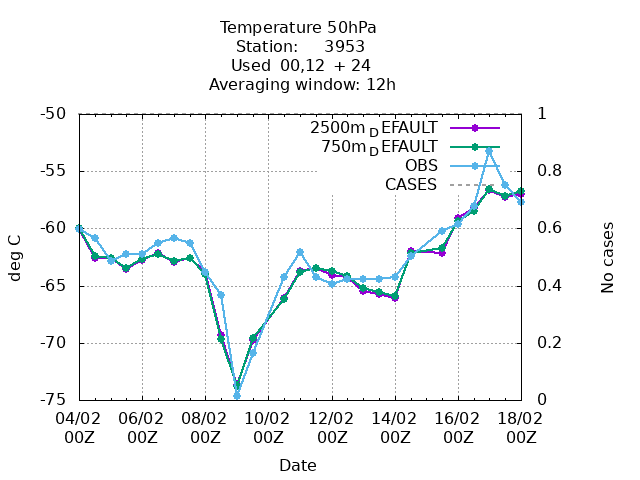 Temperature 50hPa
Station: 3953
Used 00,12 + 24
Averaging window: 12h
-50
-55
-60
-65
-70
-75
1
0.8
0.6
0.4
0.2
0
2500m_DEFAULT
750m_DEFAULT
OBS
CASES
deg C
No cases
04/02 06/02 08/02 10/02 12/02 14/02 16/02 18/02
00Z 00Z 00Z 00Z 00Z 00Z 00Z 00Z
Date